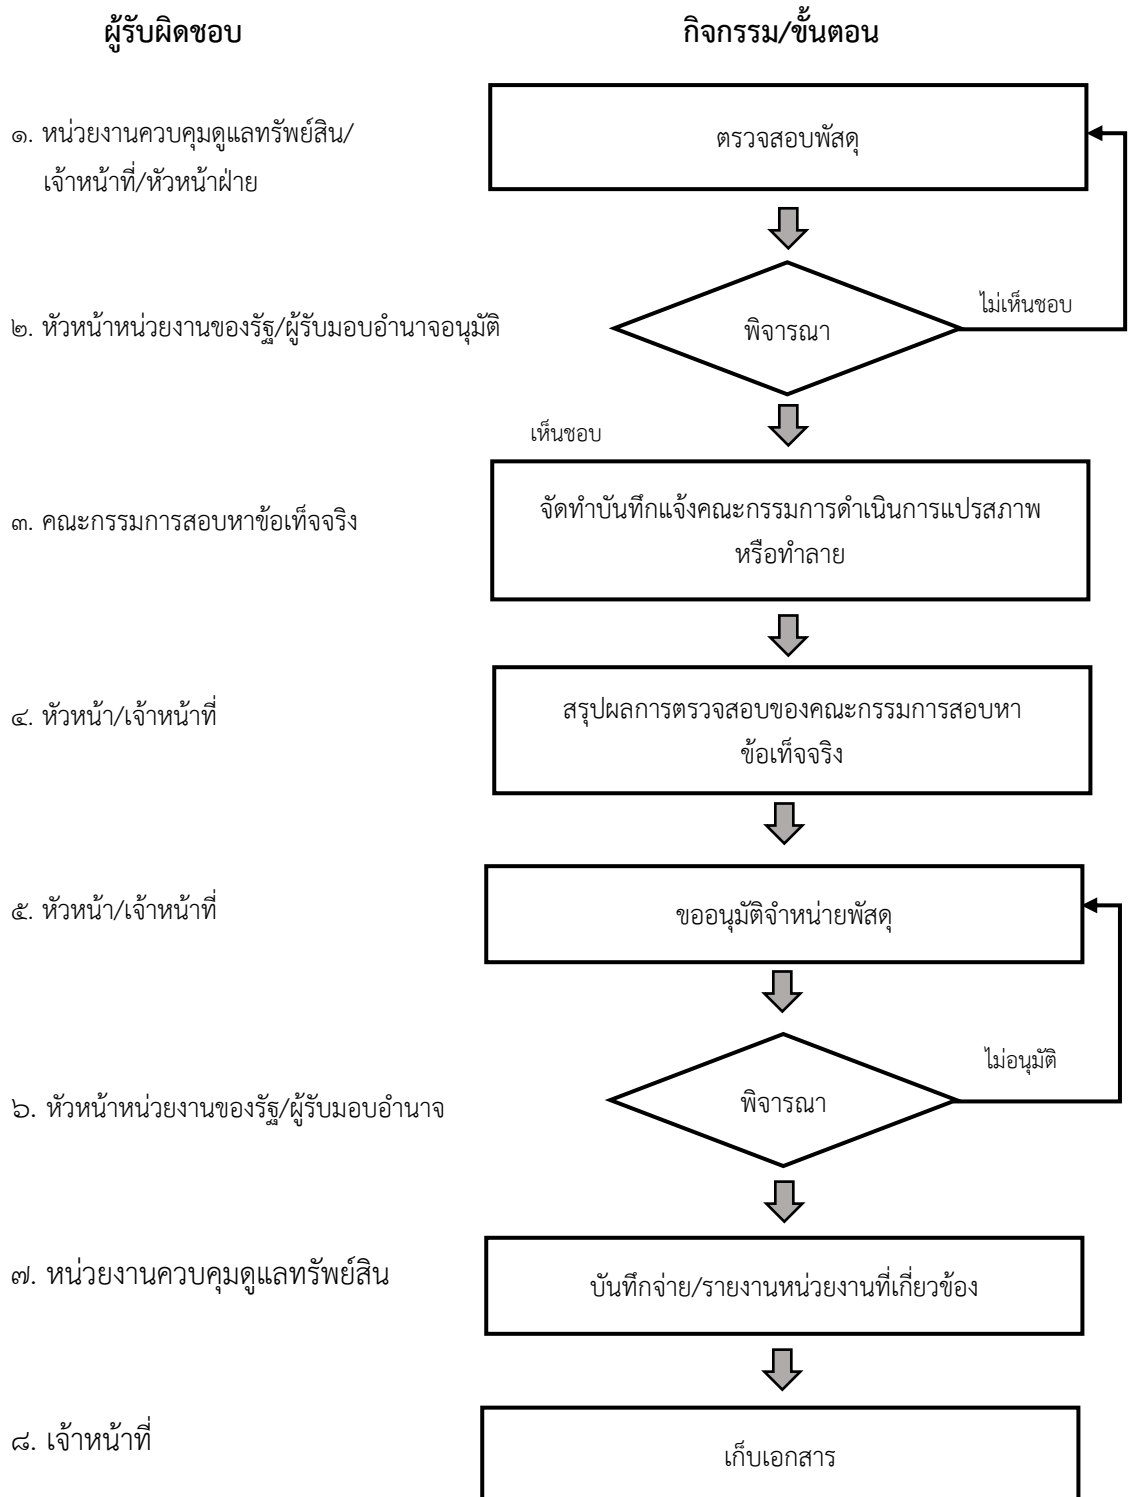 ผู้รับผิดชอบ
กิจกรรม/ขั้นตอน
๑. หน่วยงานควบคุมดูแลทรัพย์สิน/
เจ้าหน้าที่/หัวหน้าฝ่าย
ตรวจสอบพัสดุ
ไม่เห็นชอบ
๒. หัวหน้าหน่วยงานของรัฐ/ผู้รับมอบอำนาจอนุมัติ
พิจารณา
เห็นชอบ
๓. คณะกรรมการสอบหาข้อเท็จจริง
จัดทำบันทึกแจ้งคณะกรรมการดำเนินการแปรสภาพ
หรือทำลาย
๔. หัวหน้า/เจ้าหน้าที่
สรุปผลการตรวจสอบของคณะกรรมการสอบหา
ข้อเท็จจริง
๕. หัวหน้า/เจ้าหน้าที่
ขออนุมัติจำหน่ายพัสดุ
ไม่อนุมัติ
๖. หัวหน้าหน่วยงานของรัฐ/ผู้รับมอบอำนาจ
พิจารณา
๗. หน่วยงานควบคุมดูแลทรัพย์สิน
บันทึกจ่าย/รายงานหน่วยงานที่เกี่ยวข้อง
๘. เจ้าหน้าที่
เก็บเอกสาร